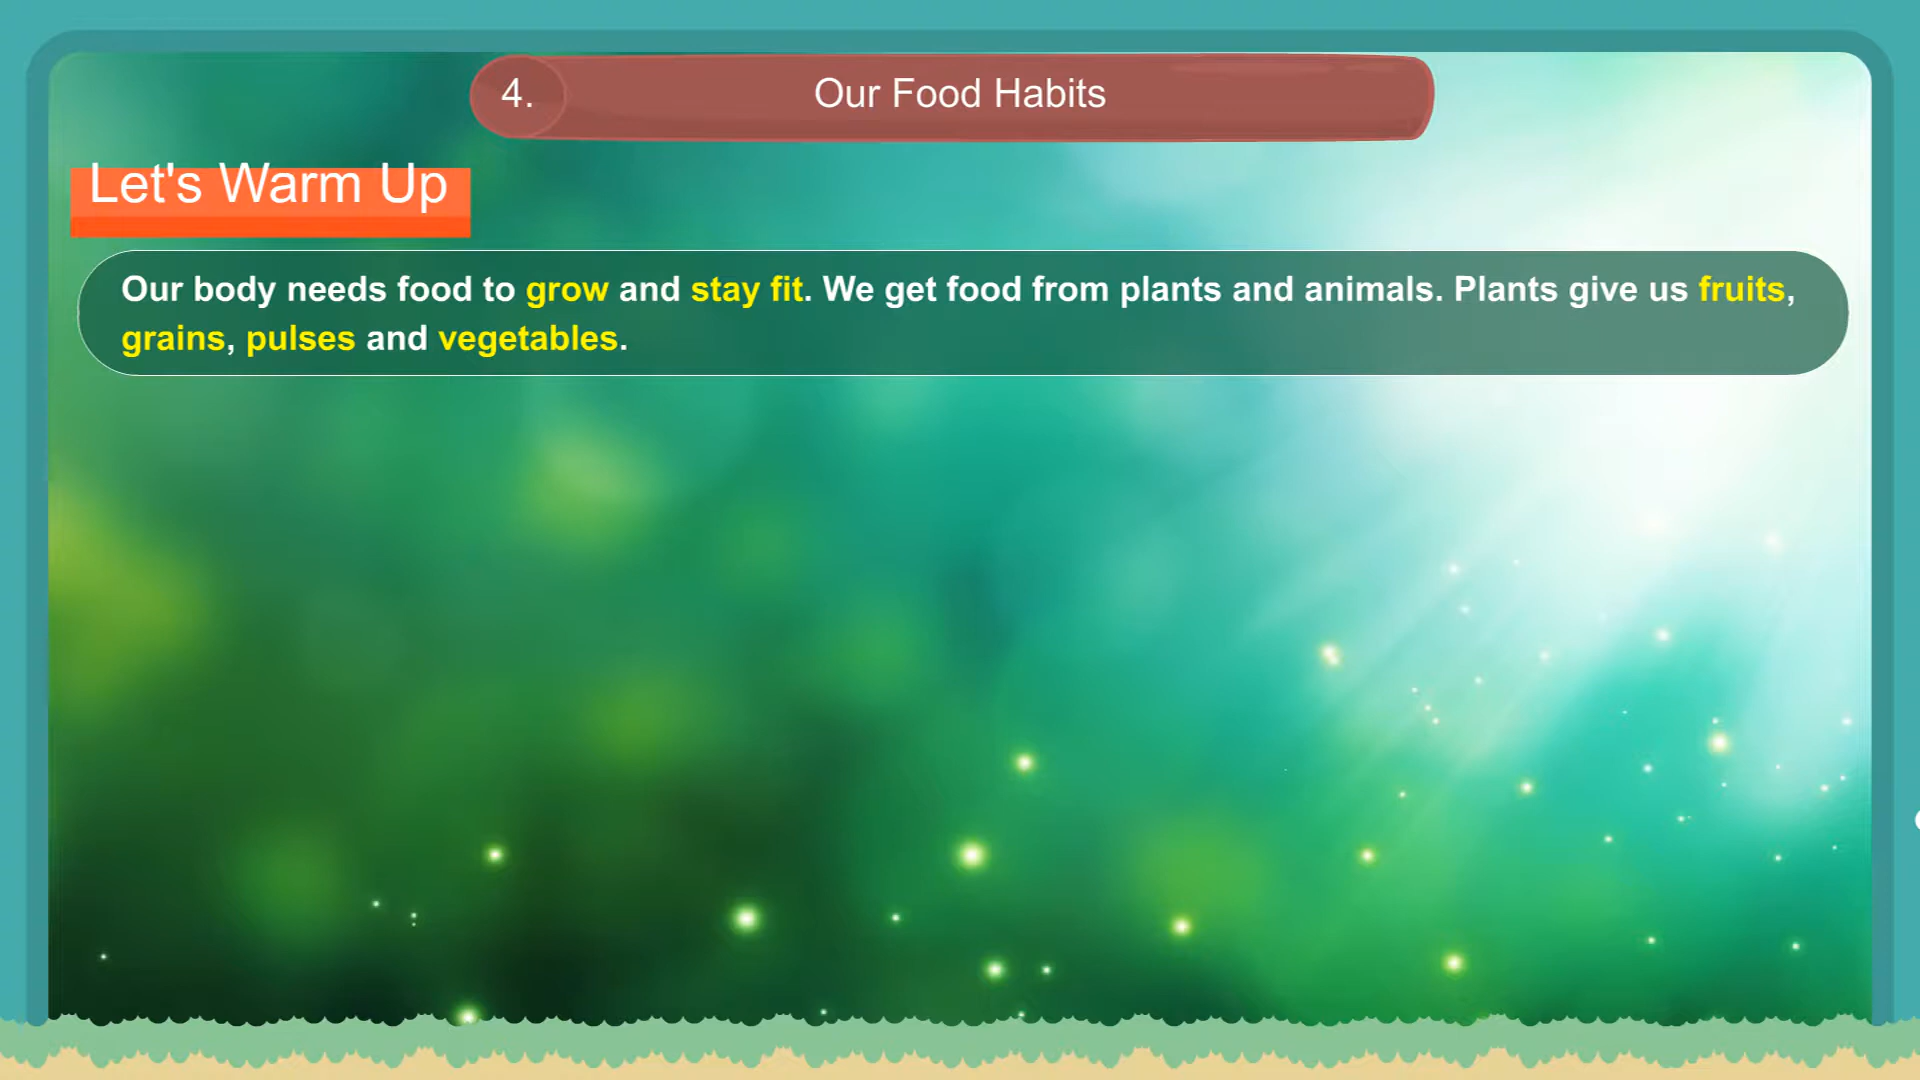 4. Our Food Habits
Let's Warm Up
Our body needs food to grow and stay fit. We get food from plants and animals. Plants give us fruits,
grains, pulses and vegetables.